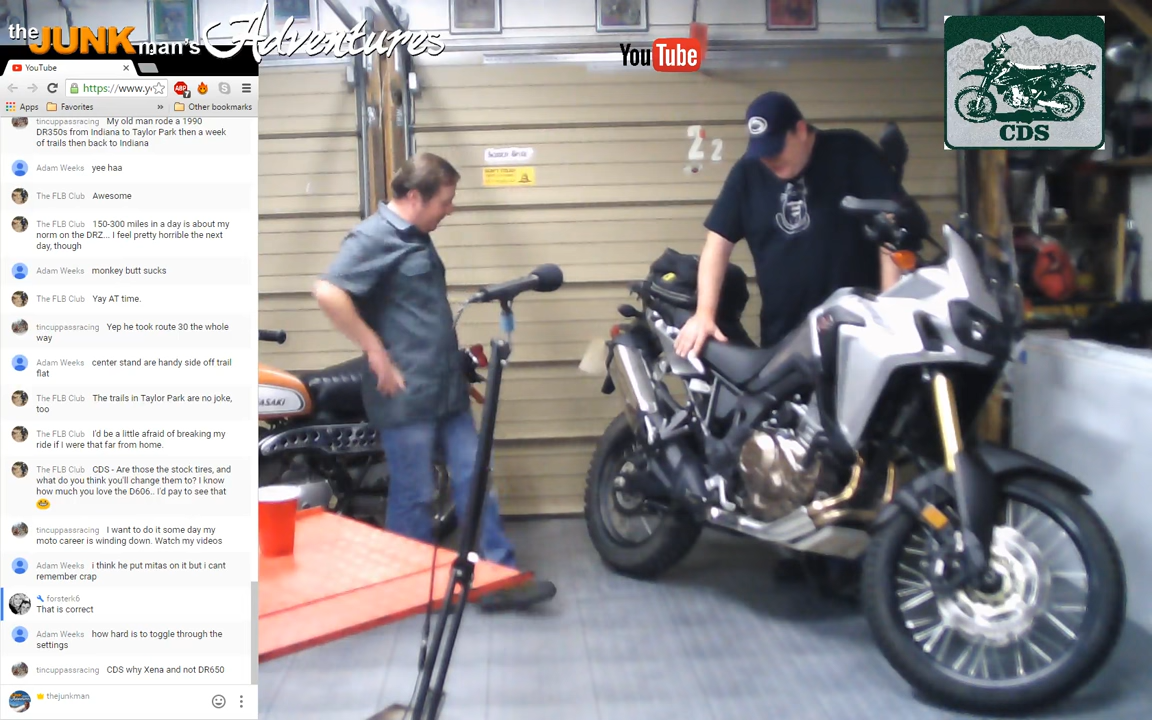 the JUNKman's Adventures
YouTube
CDS
YouTube
https://www.y
ABP
7
Apps
Favorites
»
Other bookmarks
tincuppassracing My old man rode a 1990
DR350s from Indiana to Taylor Park then a week
of trails then back to Indiana
Adam Weeks yee haa
The FLB Club Awesome
The FLB Club 150-300 miles in a day is about my
norm on the DRZ... I feel pretty horrible the next
day, though
Adam Weeks monkey butt sucks
The FLB Club Yay AT time.
tincuppassracing Yep he took route 30 the whole
way
Adam Weeks center stand are handy side off trail
flat
The FLB Club The trails in Taylor Park are no joke,
too
The FLB Club I'd be a little afraid of breaking my
ride if I were that far from home.
The FLB Club CDS - Are those the stock tires, and
what do you think you'll change them to? I know
how much you love the D606.. I'd pay to see that
tincuppassracing I want to do it some day my
moto career is winding down. Watch my videos
Adam Weeks i think he put mitas on it but i cant
remember crap
forsterk6
That is correct
Adam Weeks how hard is to toggle through the
settings
tincuppassracing CDS why Xena and not DR650
thejunkman
22